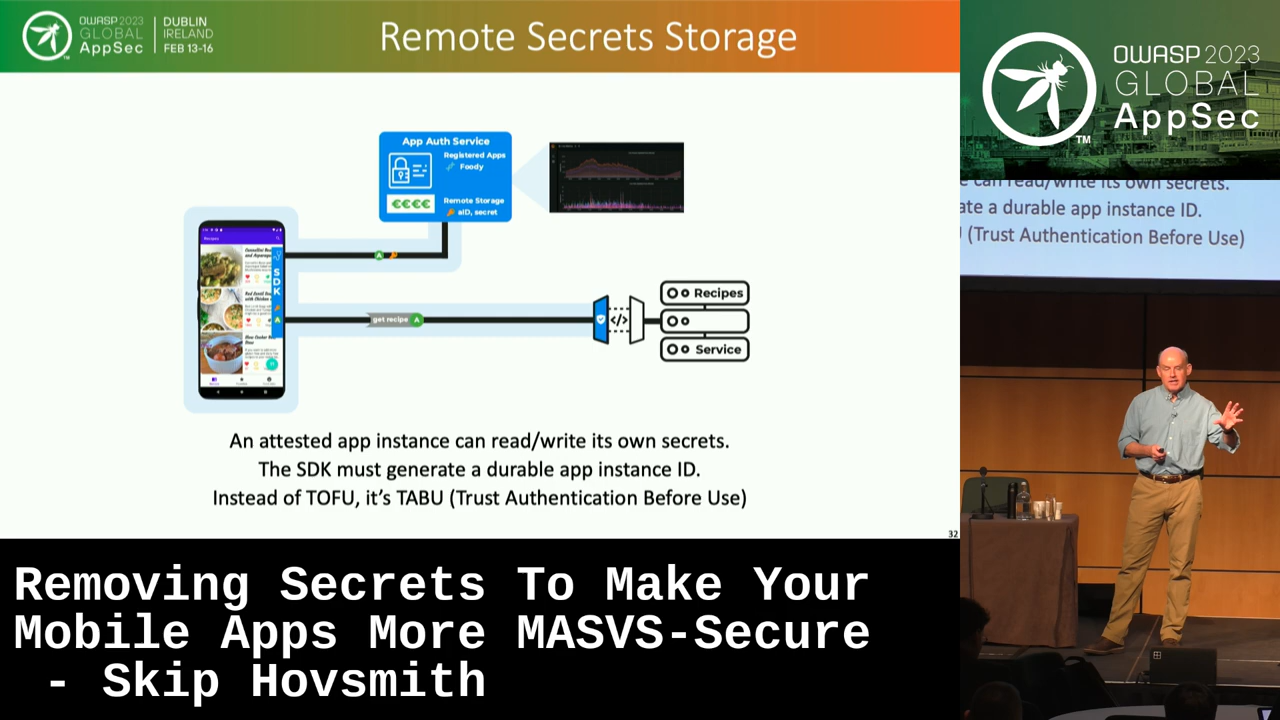 OWASP 2023
GLOBAL
AppSec
DUBLIN
IRELAND
FEB 13-16
Remote Secrets Storage
App Auth Service
Registered Apps
Foody
€€€€
Remote Storage
aID, secret
Recipes
SDK
A
get recipe A
</>
Recipes
Service
An attested app instance can read/write its own secrets.
The SDK must generate a durable app instance ID.
Instead of TOFU, it's TABU (Trust Authentication Before Use)
32
OWASP 2023
GLOBAL
AppSec
TM
can read/write its own secrets.
ate a durable app instance ID.
(Trust Authentication Before Use)
Removing Secrets To Make Your
Mobile Apps More MASVS-Secure
- Skip Hovsmith